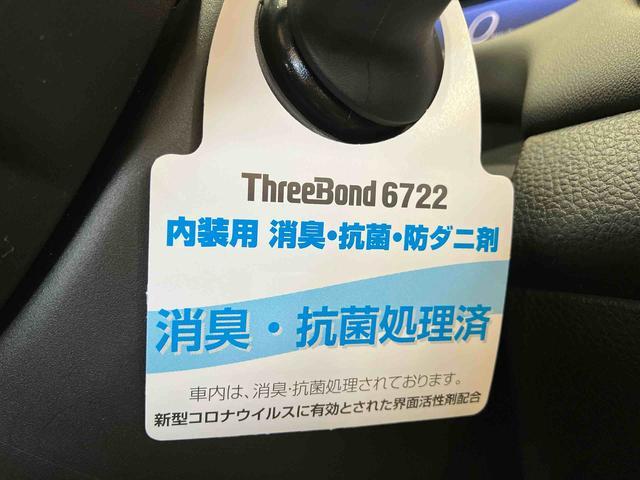 ThreeBond 6722
内装用 消臭・抗菌・防ダニ剤
消臭・抗菌処理済
車内は、消臭・抗菌処理されております。
新型コロナウイルスに有効とされた界面活性剤配合